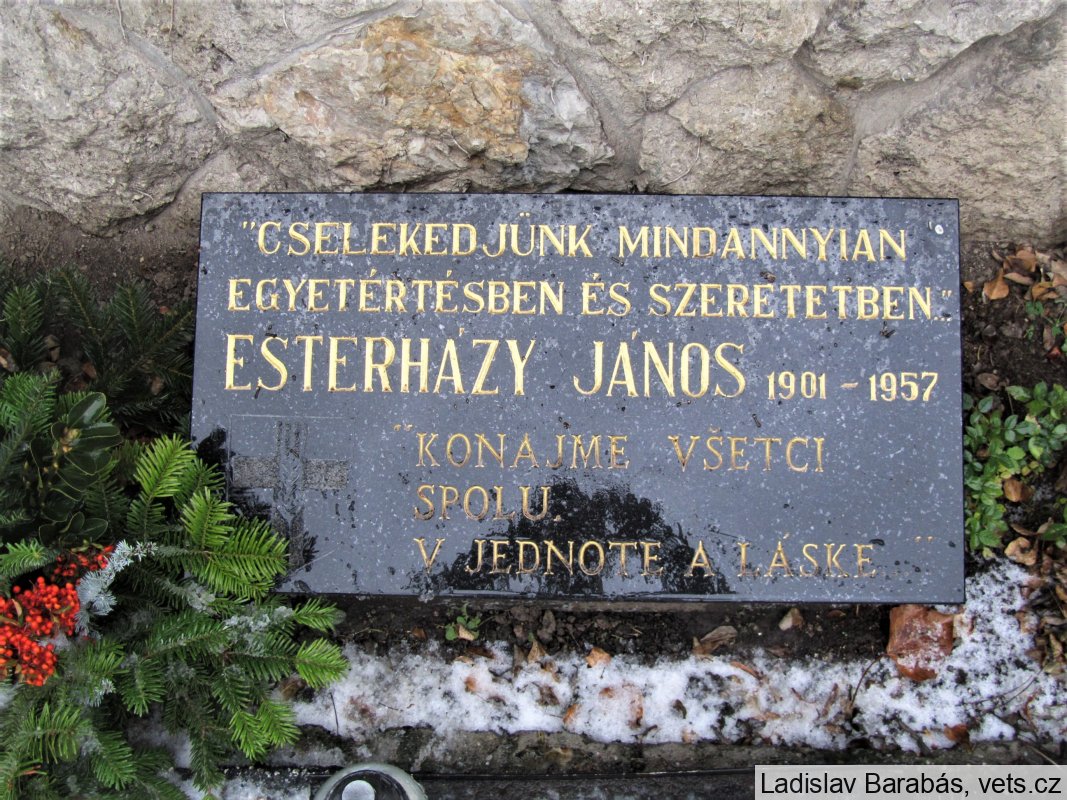 "CSELEKEDJÜNK MINDANNYIAN
EGYETÉRTÉSBEN ÉS SZERETETBEN.."
ESTERHÁZY JÁNOS 1901 - 1957
"KONAJME VŠETCI
SPOLU.
V JEDNOTE A LÁSKE..."
Ladislav Barabás, vets.cz